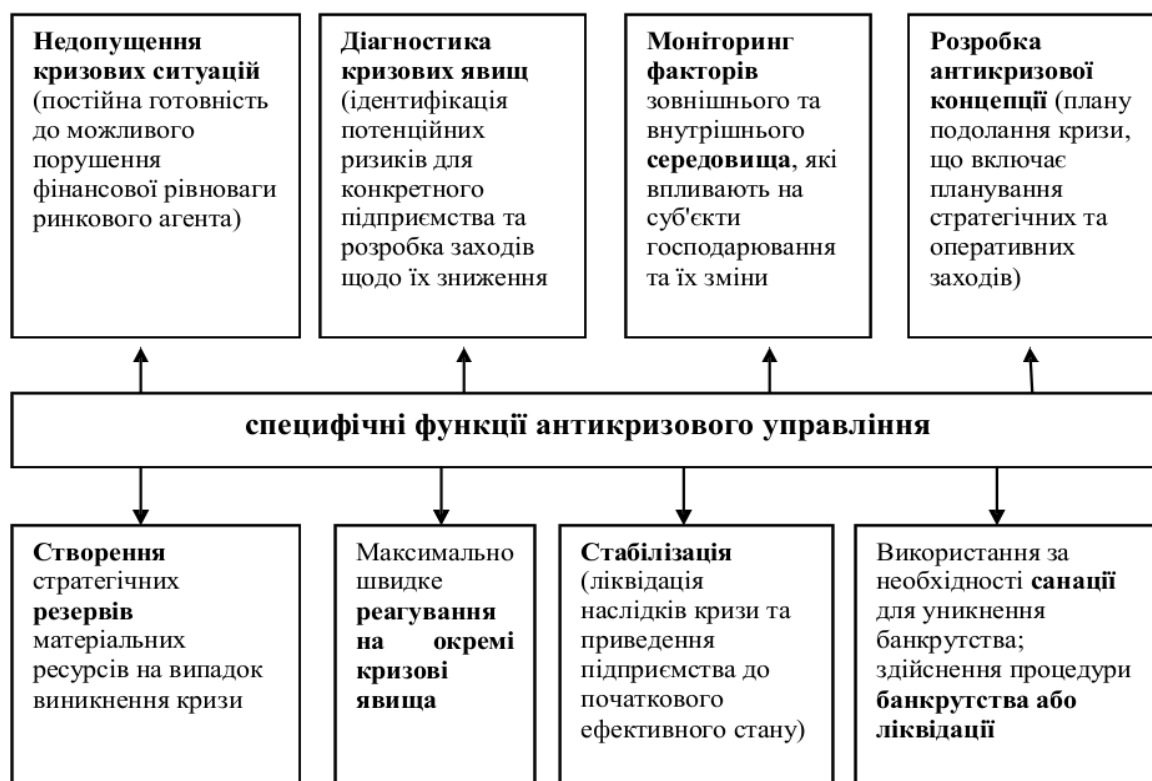 Недопущення
кризових ситуацій
(постійна готовність
до можливого
порушення
фінансової рівноваги
ринкового агента)
Діагностика
кризових явищ
(ідентифікація
потенційних
ризиків для
конкретного
підприємства та
розробка заходів
щодо їх зниження
Моніторинг
факторів
зовнішнього та
внутрішнього
середовища, які
впливають на
суб'єкти
господарювання
та їх зміни
Розробка
антикризової
концепції (плану
подолання кризи,
що включає
планування
стратегічних та
оперативних
заходів)
специфічні функції антикризового управління
Створення
стратегічних
резервів
матеріальних
ресурсів на випадок
виникнення кризи
Максимально
швидке
реагування
на окремі
кризові
явища
Стабілізація
(ліквідація
наслідків кризи та
приведення
підприємства до
початкового
ефективного стану)
Використання за
необхідності санації
для уникнення
банкрутства;
здійснення процедури
банкрутства або
ліквідації